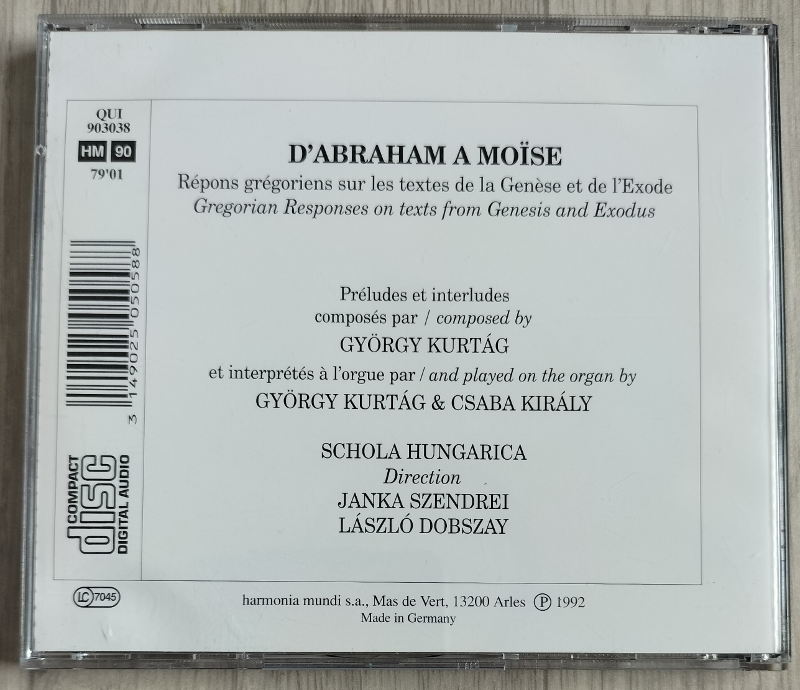 QUI
903038
HM 90
79'01
D'ABRAHAM A MOÏSE
Répons grégoriens sur les textes de la Genèse et de l'Exode
Gregorian Responses on texts from Genesis and Exodus
Préludes et interludes
composés par / composed by
GYÖRGY KURTÁG
et interprétés à l'orgue par / and played on the organ by
GYÖRGY KURTÁG & CSABA KIRÁLY
SCHOLA HUNGARICA
Direction
JANKA SZENDREI
LÁSZLÓ DOBSZAY
3 149025 050588
COMPACT
disc
DIGITAL AUDIO
LC 7045
harmonia mundi s.a., Mas de Vert, 13200 Arles Ⓟ 1992
Made in Germany